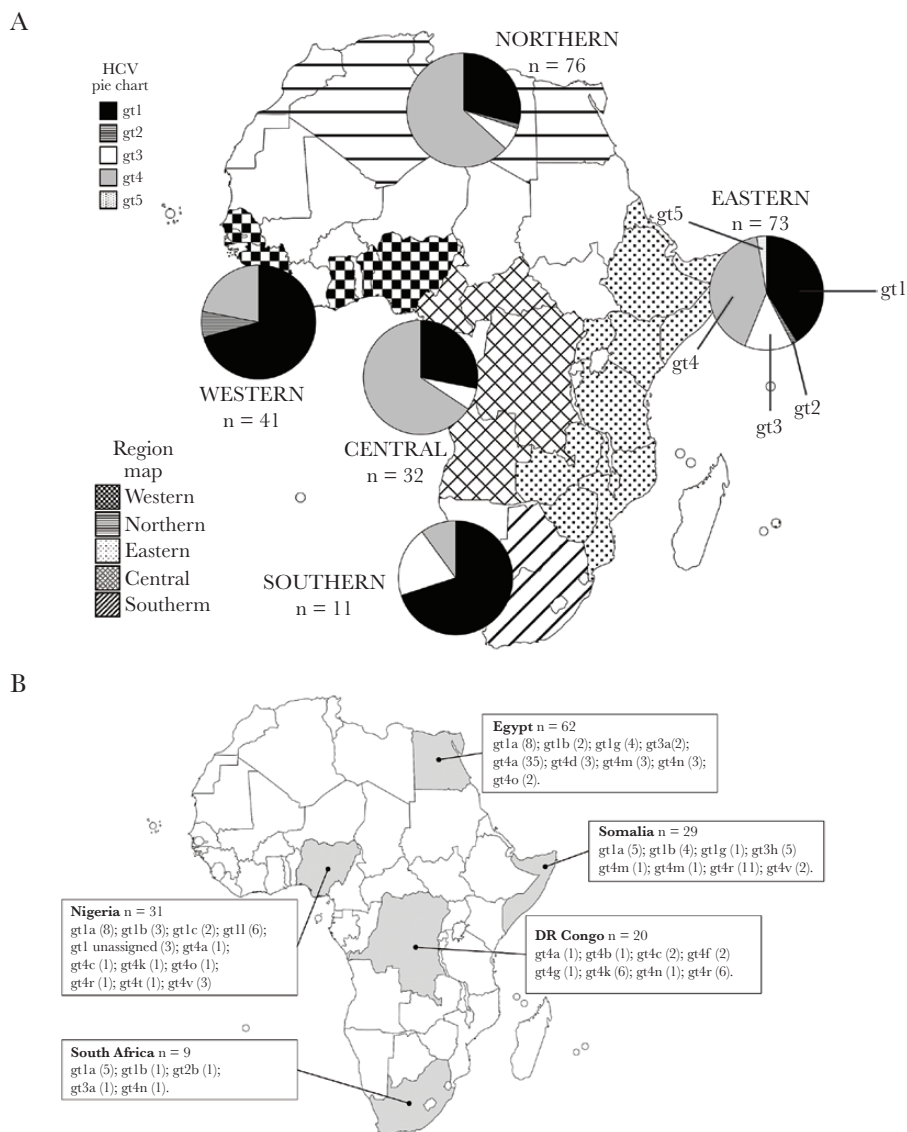 A
HCV
pie chart
gt1
gt2
gt3
gt4
gt5
NORTHERN
n = 76
EASTERN
n = 73
gt5
gt1
gt4
gt3
gt2
WESTERN
n = 41
CENTRAL
n = 32
Region
map
Western
Northern
Eastern
Central
Southerm
SOUTHERN
n = 11
B
Egypt n = 62
gt1a (8); gt1b (2); gt1g (4); gt3a(2);
gt4a (35); gt4d (3); gt4m (3); gt4n (3);
gt4o (2).
Somalia n = 29
gt1a (5); gt1b (4); gt1g (1); gt3h (5)
gt4m (1); gt4m (1); gt4r (11); gt4v (2).
Nigeria n = 31
gt1a (8); gt1b (3); gt1c (2); gt1l (6);
gt1 unassigned (3); gt4a (1);
gt4c (1); gt4k (1); gt4o (1);
gt4r (1); gt4t (1); gt4v (3)
DR Congo n = 20
gt4a (1); gt4b (1); gt4c (2); gt4f (2)
gt4g (1); gt4k (6); gt4n (1); gt4r (6).
South Africa n = 9
gt1a (5); gt1b (1); gt2b (1);
gt3a (1); gt4n (1).